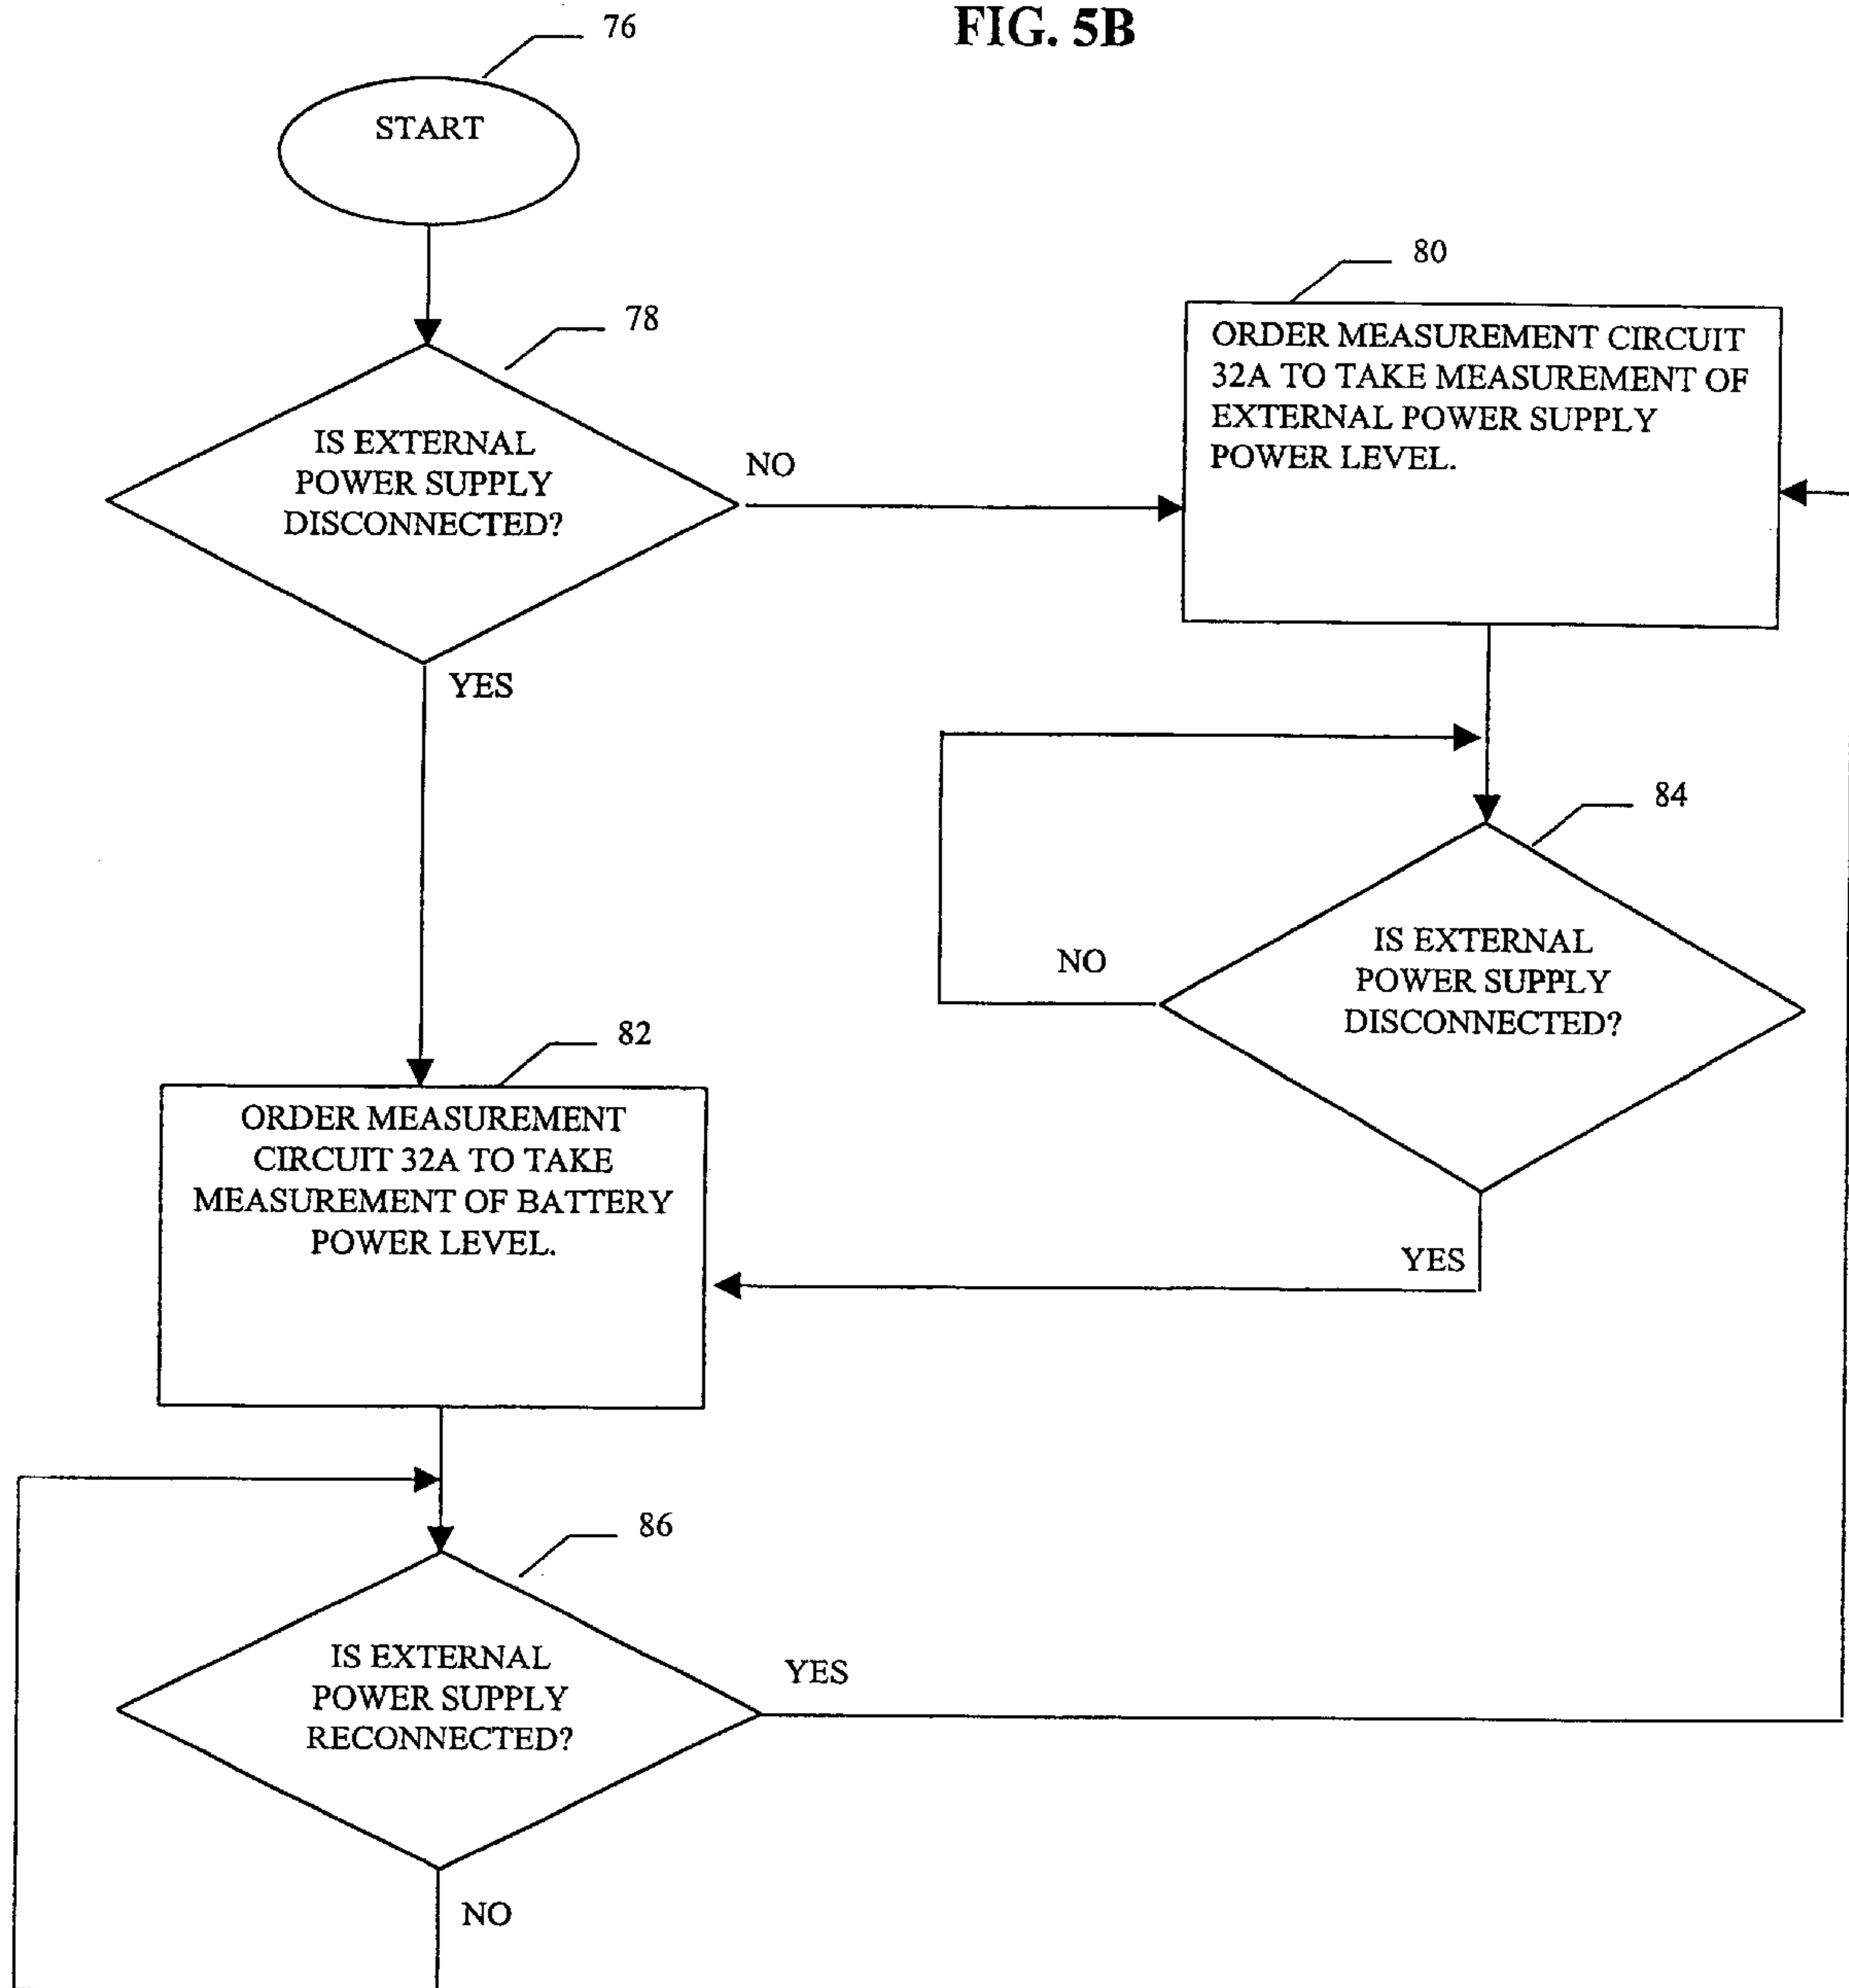 FIG. 5B
76
START
78
IS EXTERNAL
POWER SUPPLY
DISCONNECTED?
NO
YES
80
ORDER MEASUREMENT CIRCUIT
32A TO TAKE MEASUREMENT OF
EXTERNAL POWER SUPPLY
POWER LEVEL.
84
IS EXTERNAL
POWER SUPPLY
DISCONNECTED?
NO
YES
82
ORDER MEASUREMENT
CIRCUIT 32A TO TAKE
MEASUREMENT OF BATTERY
POWER LEVEL.
86
IS EXTERNAL
POWER SUPPLY
RECONNECTED?
YES
NO